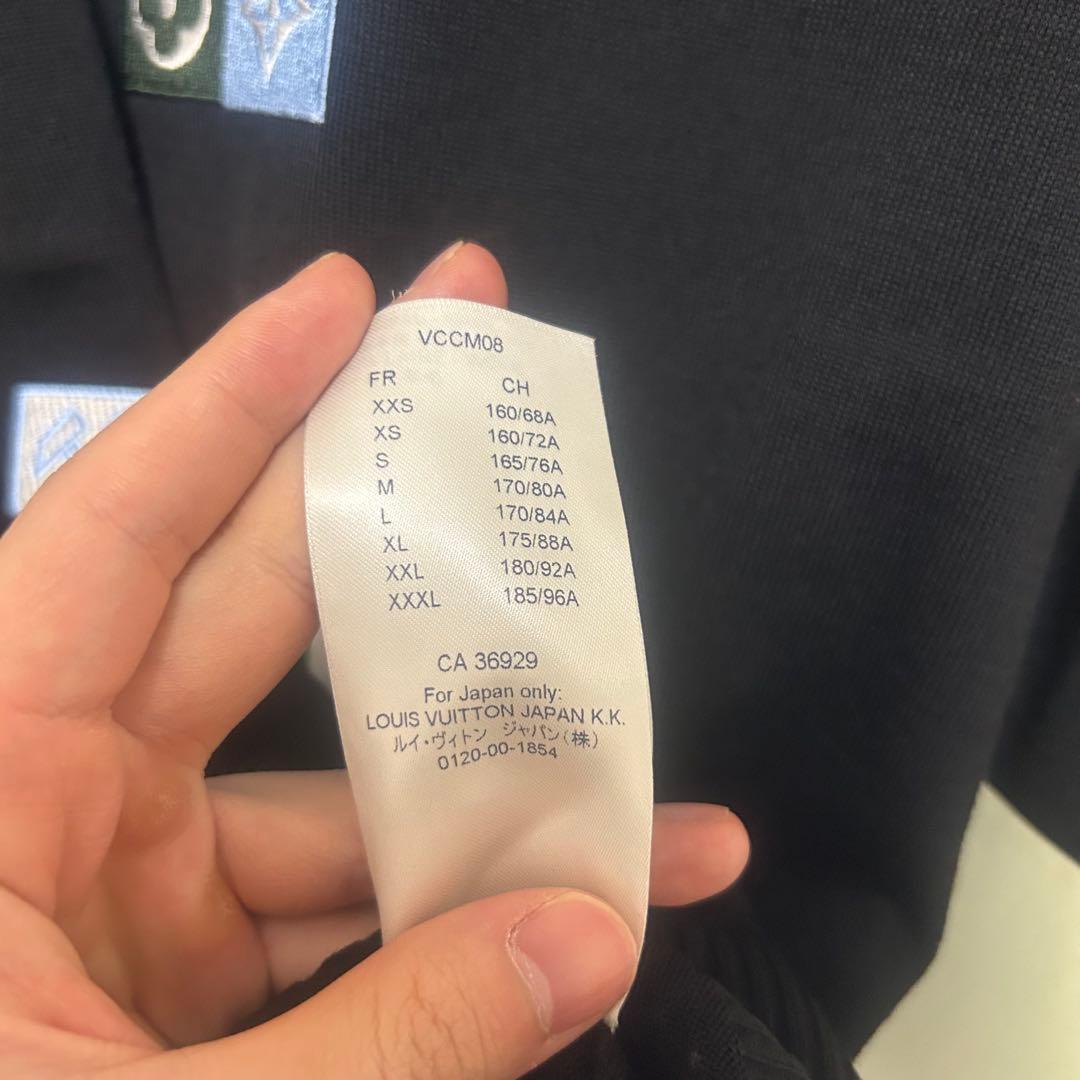 VCCM08
FR CH
XXS 160/68A
XS 160/72A
S 165/76A
M 170/80A
L 170/84A
XL 175/88A
XXL 180/92A
XXXL 185/96A
CA 36929
For Japan only:
LOUIS VUITTON JAPAN K.K.
ルイ・ヴィトン ジャパン(株)
0120-00-1854